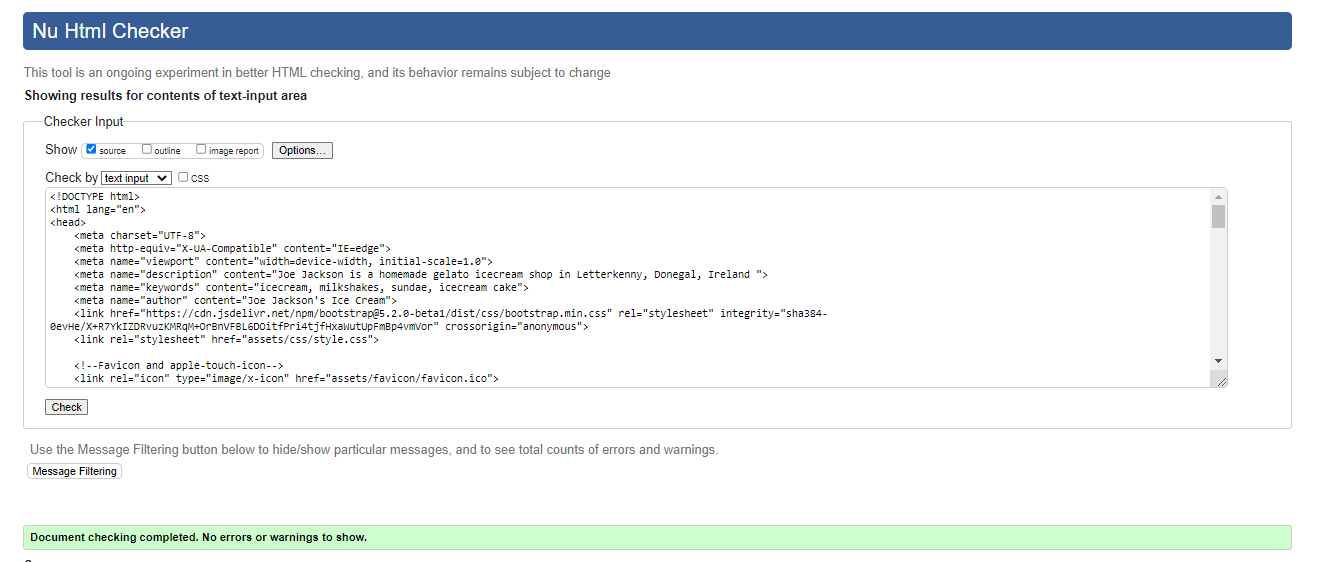 Nu Html Checker
This tool is an ongoing experiment in better HTML checking, and its behavior remains subject to change
Showing results for contents of text-input area
Checker Input
Show source outline image report Options...
Check by text input css
<!DOCTYPE html>
<html lang="en">
<head>
<meta charset="UTF-8">
<meta http-equiv="X-UA-Compatible" content="IE=edge">
<meta name="viewport" content="width=device-width, initial-scale=1.0">
<meta name="description" content="Joe Jackson is a homemade gelato icecream shop in Letterkenny, Donegal, Ireland ">
<meta name="keywords" content="icecream, milkshakes, sundae, icecream cake">
<meta name="author" content="Joe Jackson's Ice Cream">
<link href="https://cdn.jsdelivr.net/npm/bootstrap@5.2.0-beta1/dist/css/bootstrap.min.css" rel="stylesheet" integrity="sha384-
0evHe/X+R7YkIZDRvuzKMRqM+OrBnVFBL6DOitfPri4tjfHxaWutUpFmBp4vmVor" crossorigin="anonymous">
<link rel="stylesheet" href="assets/css/style.css">
<!--Favicon and apple-touch-icon-->
<link rel="icon" type="image/x-icon" href="assets/favicon/favicon.ico">
Check
Use the Message Filtering button below to hide/show particular messages, and to see total counts of errors and warnings.
Message Filtering
Document checking completed. No errors or warnings to show.